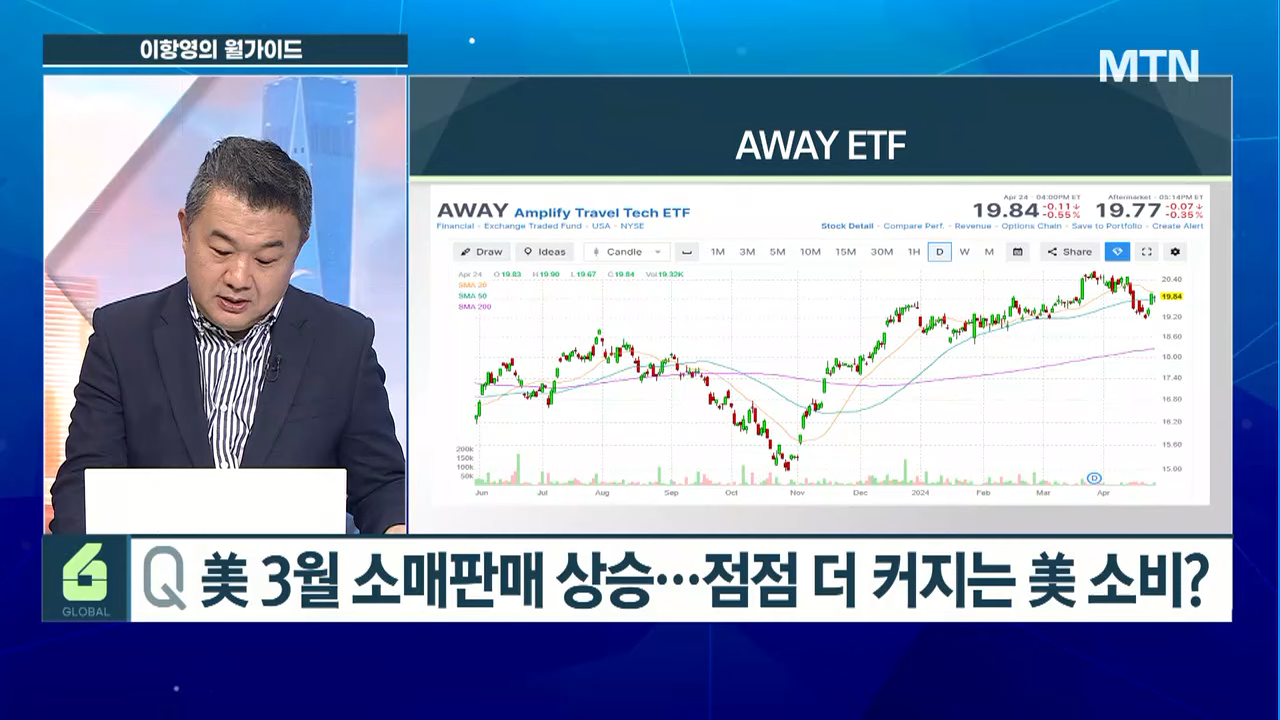 이항영의 월가이드
MTN
AWAY ETF
AWAY Amplify Travel Tech ETF
Financial · Exchange Traded Fund · USA · NYSE
Apr 24 · 04:00PM ET
19.84 -0.11↓ -0.55%
Aftermarket · 05:14PM ET
19.77 -0.07↓ -0.35%
Stock Detail · Compare Perf. · Revenue · Options Chain · Save to Portfolio · Create Alert
Draw Ideas Candle 1M 3M 5M 10M 15M 30M 1H D W M Share
Apr 24 O 19.83 H 19.90 L 19.67 C 19.84 Vol 19.32K
SMA 20
SMA 50
SMA 200
20.40
19.84
19.20
18.60
18.00
17.40
16.80
16.20
15.60
15.00
200k
150k
100k
50k
D
Jun Jul Aug Sep Oct Nov Dec 2024 Feb Mar Apr
GLOBAL
Q 美 3월 소매판매 상승…점점 더 커지는 美 소비?